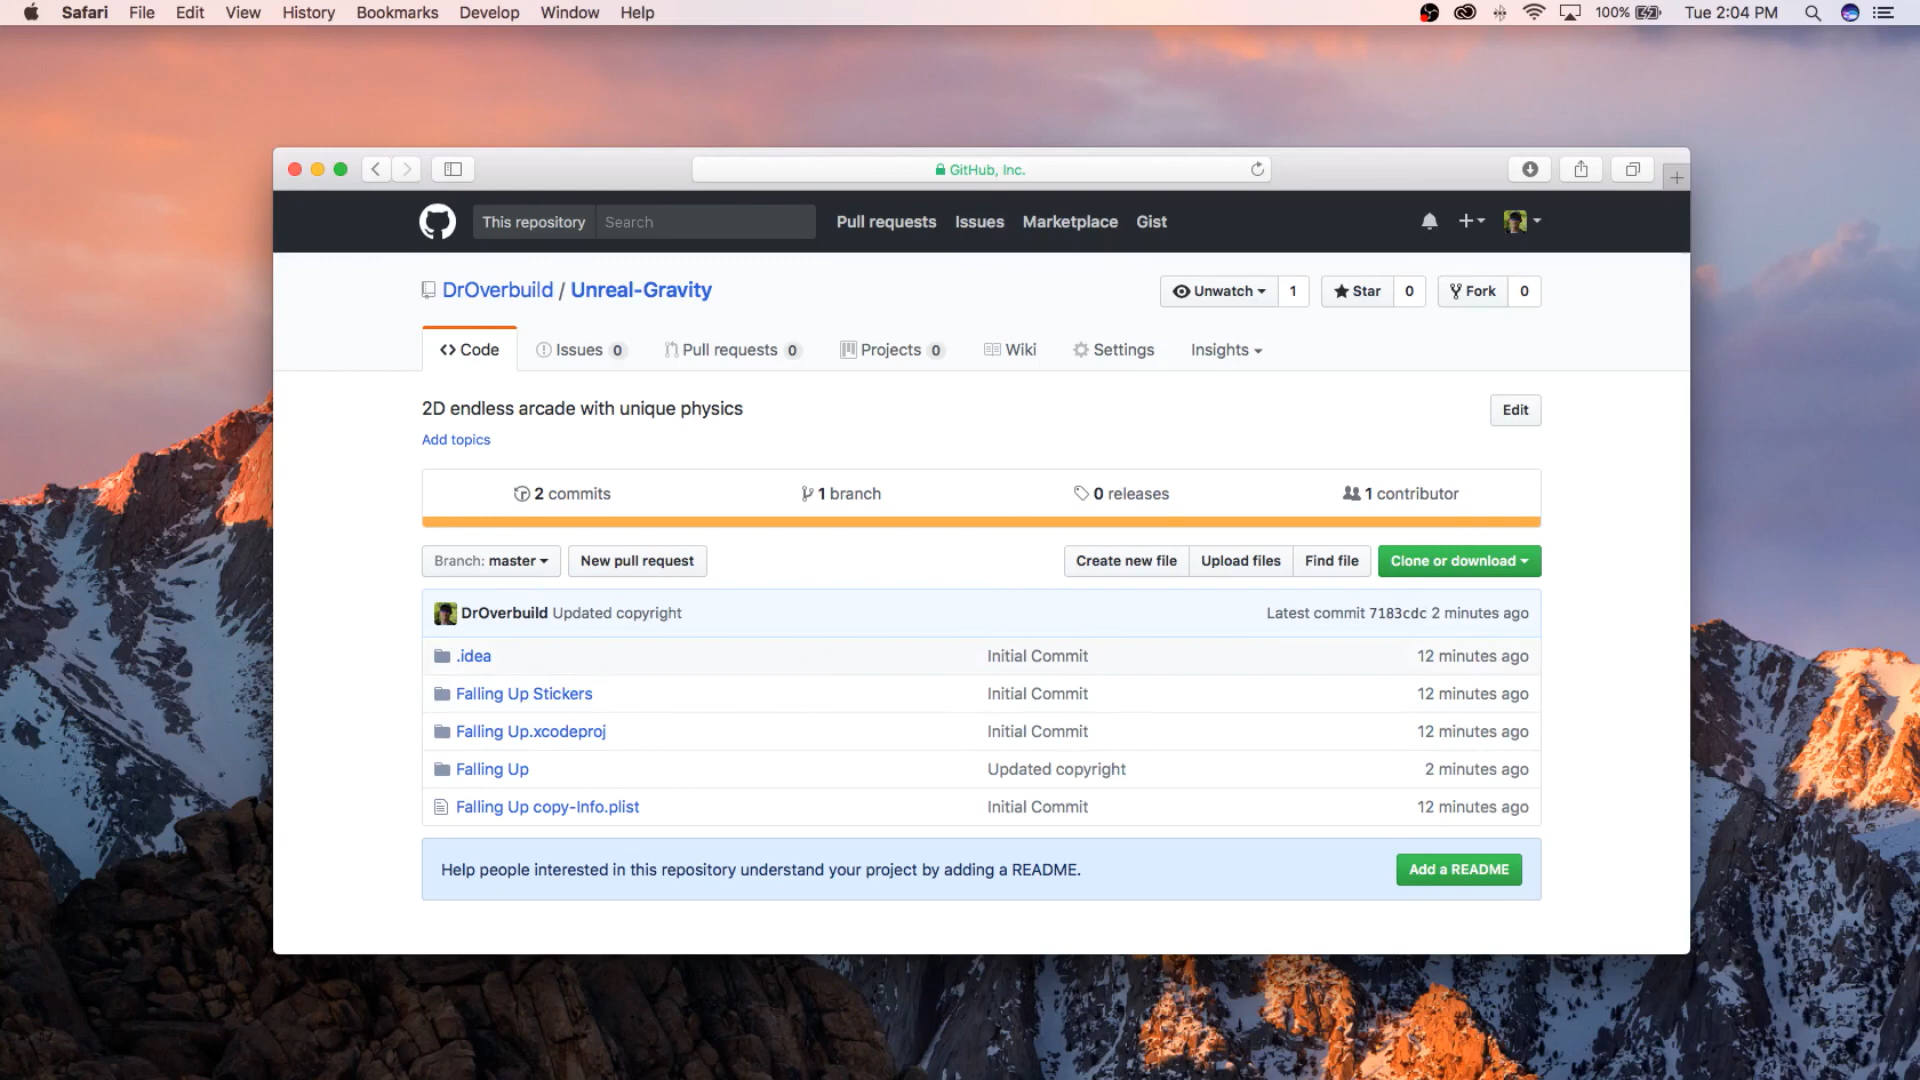 Safari File Edit View History Bookmarks Develop Window Help 100% Tue 2:04 PM
GitHub, Inc.
This repository Search Pull requests Issues Marketplace Gist
DrOverbuild / Unreal-Gravity Unwatch 1 Star 0 Fork 0
Code Issues 0 Pull requests 0 Projects 0 Wiki Settings Insights
2D endless arcade with unique physics Edit
Add topics
2 commits 1 branch 0 releases 1 contributor
Branch: master New pull request Create new file Upload files Find file Clone or download
DrOverbuild Updated copyright Latest commit 7183cdc 2 minutes ago
.idea Initial Commit 12 minutes ago
Falling Up Stickers Initial Commit 12 minutes ago
Falling Up.xcodeproj Initial Commit 12 minutes ago
Falling Up Updated copyright 2 minutes ago
Falling Up copy-Info.plist Initial Commit 12 minutes ago
Help people interested in this repository understand your project by adding a README. Add a README